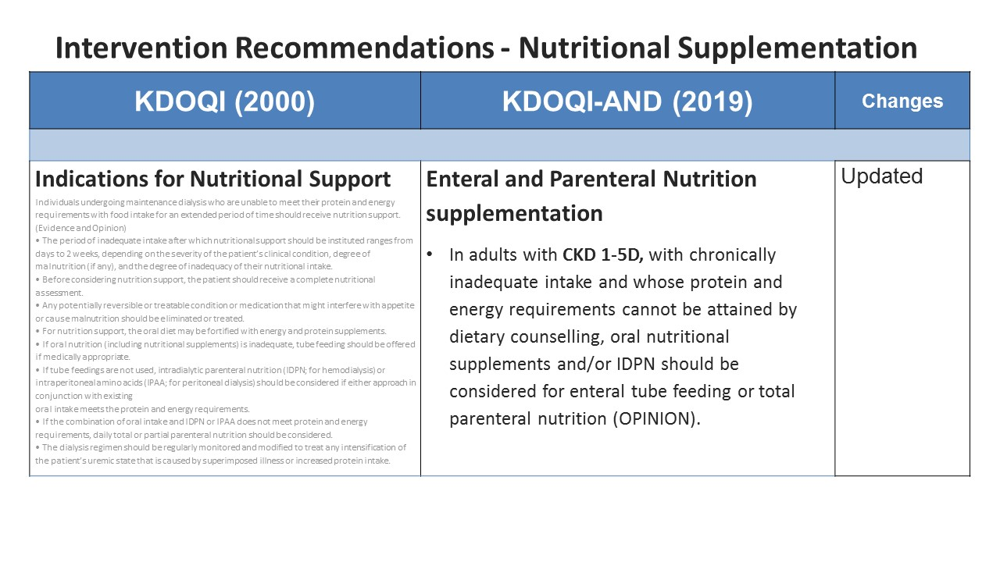 Intervention Recommendations - Nutritional Supplementation
KDOQI (2000)
KDOQI-AND (2019)
Changes
Indications for Nutritional Support
Individuals undergoing maintenance dialysis who are unable to meet their protein and energy
requirements with food intake for an extended period of time should receive nutrition support.
(Evidence and Opinion)
• The period of inadequate intake after which nutritional support should be instituted ranges from
days to 2 weeks, depending on the severity of the patient's clinical condition, degree of
malnutrition (if any), and the degree of inadequacy of their nutritional intake.
• Before considering nutrition support, the patient should receive a complete nutritional
assessment.
• Any potentially reversible or treatable condition or medication that might interfere with appetite
or cause malnutrition should be eliminated or treated.
• For nutrition support, the oral diet may be fortified with energy and protein supplements.
• If oral nutrition (including nutritional supplements) is inadequate, tube feeding should be offered
if medically appropriate.
• If tube feedings are not used, intradialytic parenteral nutrition (IDPN; for hemodialysis) or
intraperitoneal amino acids (IPAA; for peritoneal dialysis) should be considered if either approach in
conjunction with existing
oral intake meets the protein and energy requirements.
• If the combination of oral intake and IDPN or IPAA does not meet protein and energy
requirements, daily total or partial parenteral nutrition should be considered.
• The dialysis regimen should be regularly monitored and modified to treat any intensification of
the patient's uremic state that is caused by superimposed illness or increased protein intake.
Enteral and Parenteral Nutrition
supplementation
• In adults with CKD 1-5D, with chronically
inadequate intake and whose protein and
energy requirements cannot be attained by
dietary counselling, oral nutritional
supplements and/or IDPN should be
considered for enteral tube feeding or total
parenteral nutrition (OPINION).
Updated